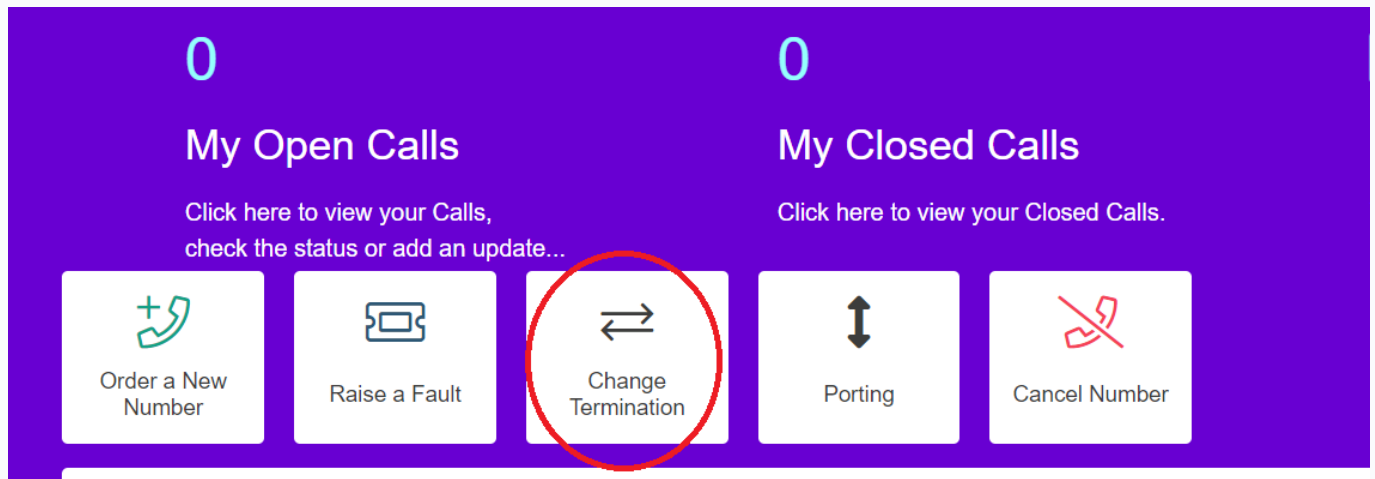 0
My Open Calls
Click here to view your Calls,
check the status or add an update...
0
My Closed Calls
Click here to view your Closed Calls.
Order a New
Number
Raise a Fault
Change
Termination
Porting
Cancel Number